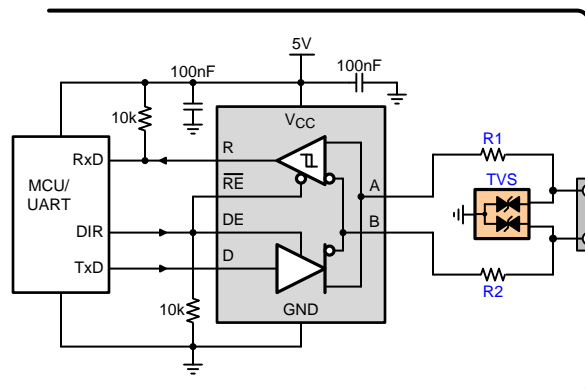 5V
100nF
100nF
10k
VCC
R
R1
RxD
RE
A
TVS
MCU/
UART
DE
B
DIR
D
TxD
R2
10k
GND